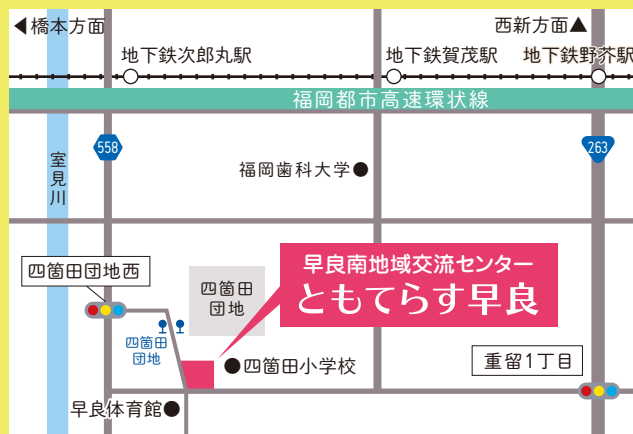 ◀橋本方面
西新方面▲
地下鉄次郎丸駅
地下鉄賀茂駅
地下鉄野芥駅
福岡都市高速環状線
558
263
室見川
福岡歯科大学●
四箇田団地西
四箇田
団地
早良南地域交流センター
ともてらす早良
四箇田
団地
●四箇田小学校
重留1丁目
早良体育館●